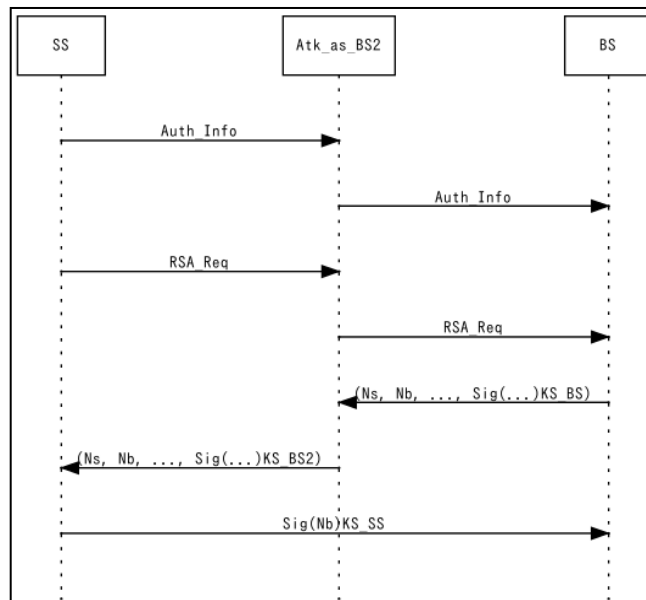 SS Atk_as_BS2 BS
Auth_Info
Auth_Info
RSA_Req
RSA_Req
(Ns, Nb, ..., Sig(...)KS_BS)
(Ns, Nb, ..., Sig(...)KS_BS2)
Sig(Nb)KS_SS